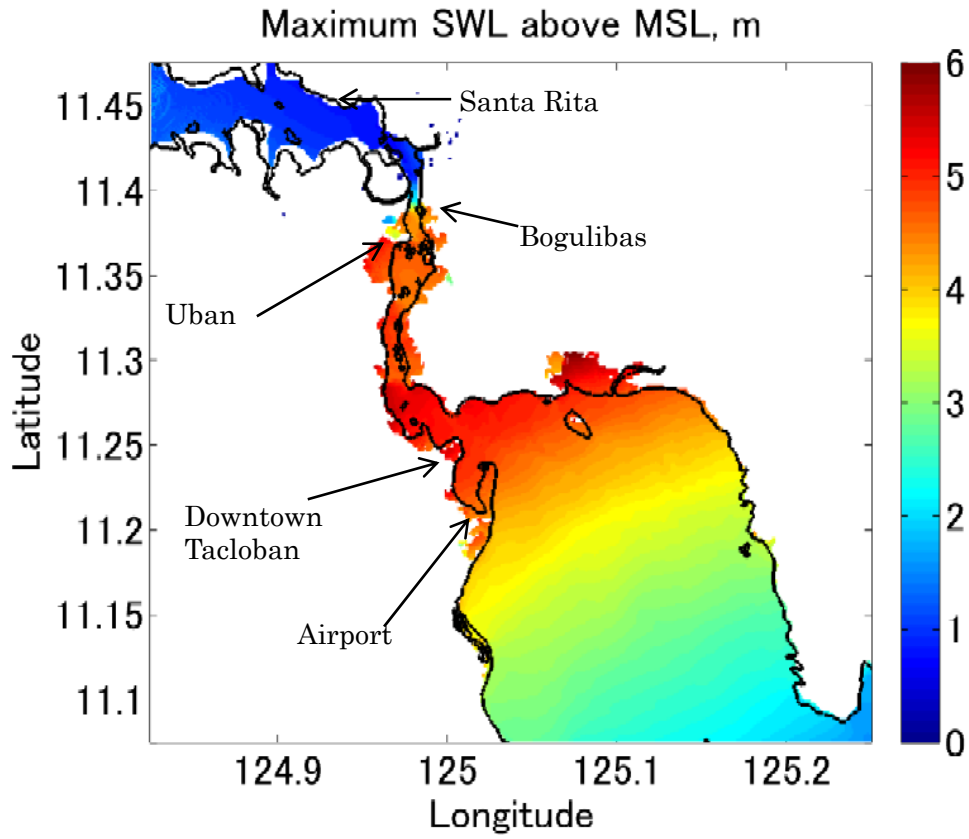 Maximum SWL above MSL, m
11.45
11.4
11.35
11.3
11.25
11.2
11.15
11.1
Latitude
Santa Rita
Bogulibas
Uban
Downtown
Tacloban
Airport
124.9
125
125.1
125.2
Longitude
6
5
4
3
2
1
0